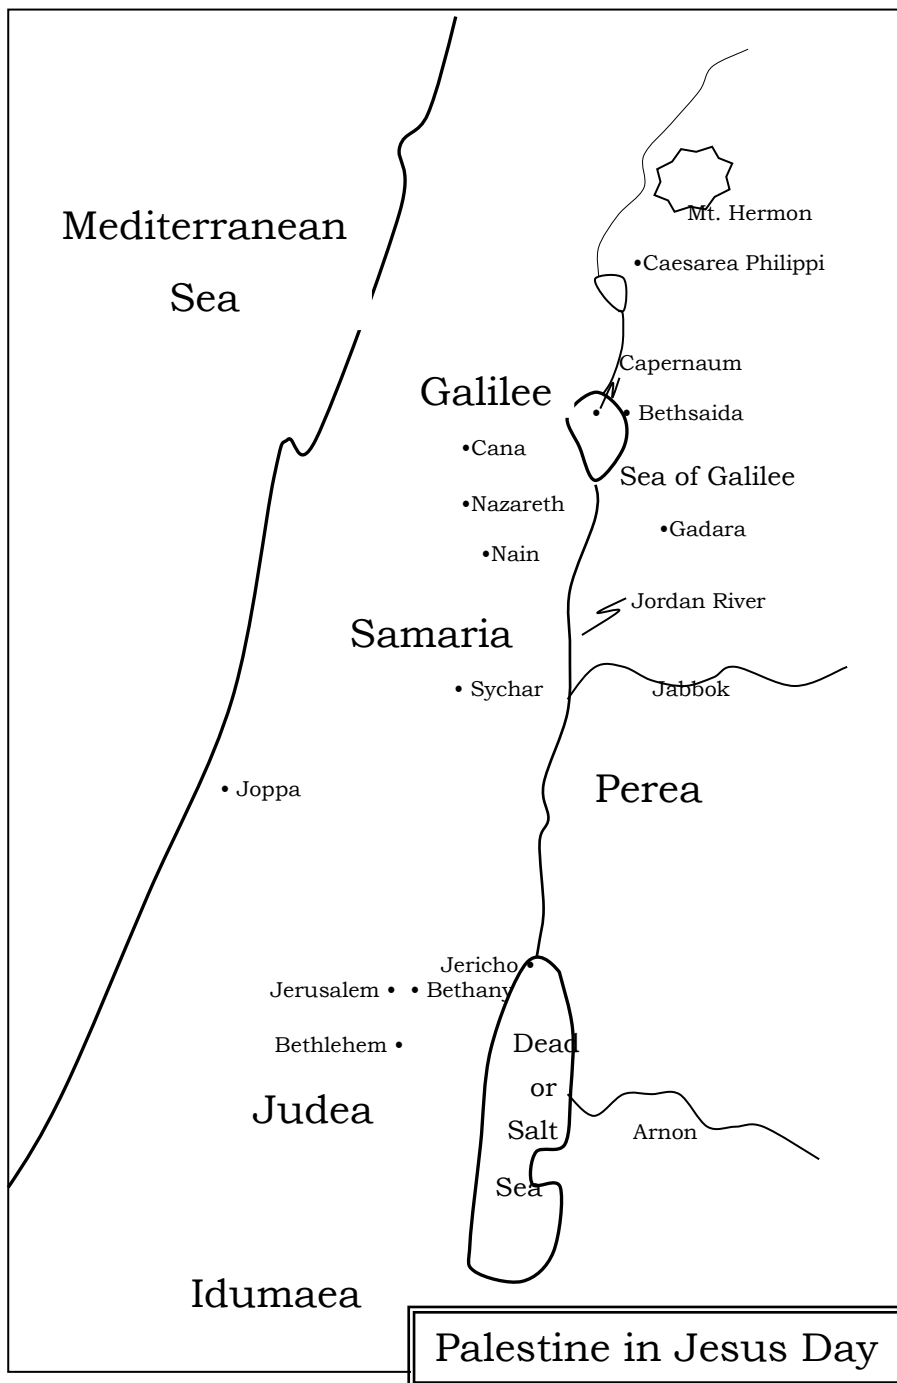 Mt. Hermon
Mediterranean
•Caesarea Philippi
Sea
Capernaum
Galilee
• Bethsaida
•Cana
Sea of Galilee
•Nazareth
•Gadara
•Nain
Jordan River
Samaria
• Sychar
Jabbok
• Joppa
Perea
Jericho •
Jerusalem • • Bethany
Bethlehem •
Dead
or
Judea
Salt
Arnon
Sea
Idumaea
Palestine in Jesus Day